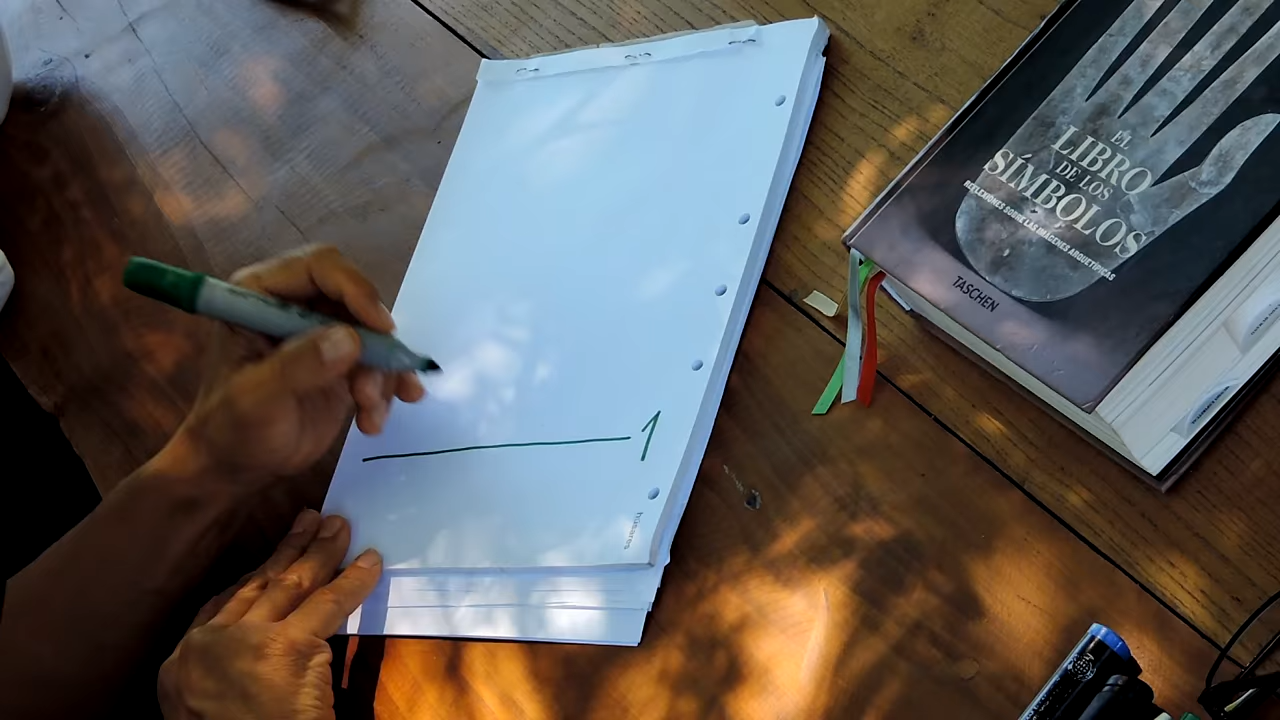 EL
LIBRO
DE LOS
SÍMBOLOS
REFLEXIONES SOBRE LAS IMÁGENES ARQUETÍPICAS
TASCHEN
1